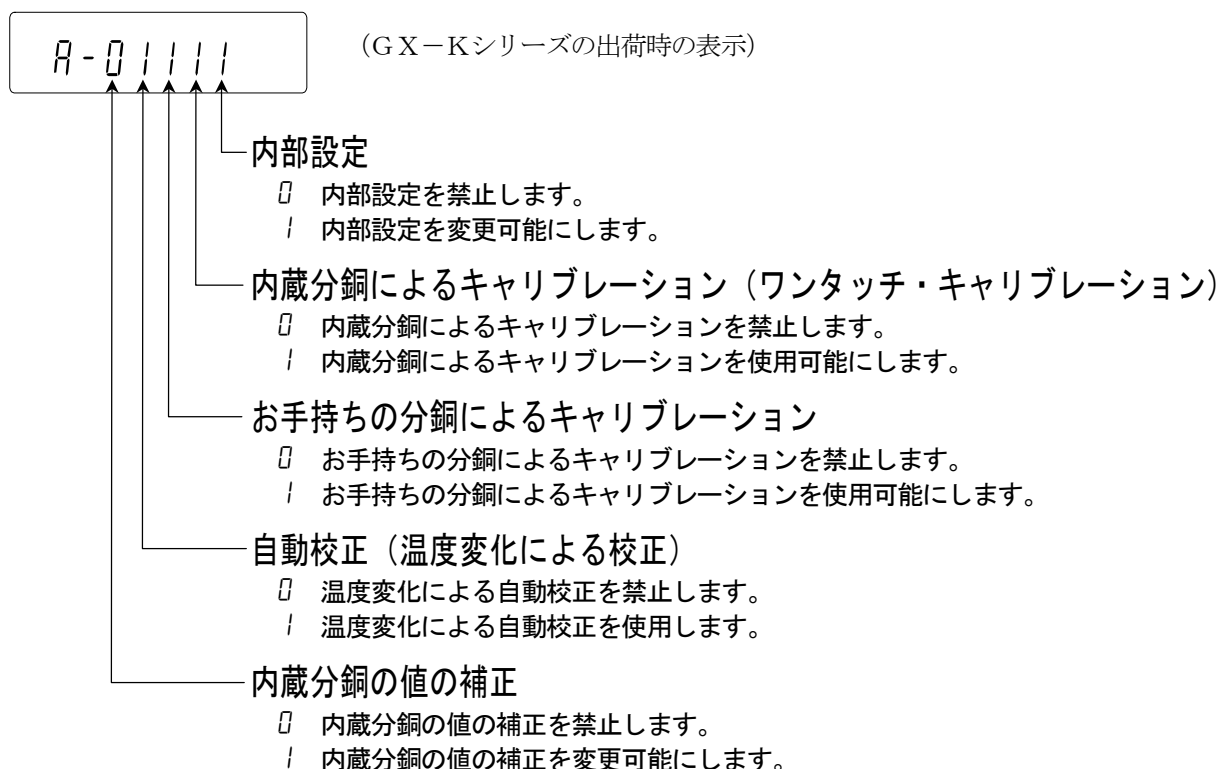 A-01111 （ＧＸ－Ｋシリーズの出荷時の表示）
内部設定
0 内部設定を禁止します。
1 内部設定を変更可能にします。
内蔵分銅によるキャリブレーション（ワンタッチ・キャリブレーション）
0 内蔵分銅によるキャリブレーションを禁止します。
1 内蔵分銅によるキャリブレーションを使用可能にします。
お手持ちの分銅によるキャリブレーション
0 お手持ちの分銅によるキャリブレーションを禁止します。
1 お手持ちの分銅によるキャリブレーションを使用可能にします。
自動校正（温度変化による校正）
0 温度変化による自動校正を禁止します。
1 温度変化による自動校正を使用します。
内蔵分銅の値の補正
0 内蔵分銅の値の補正を禁止します。
1 内蔵分銅の値の補正を変更可能にします。